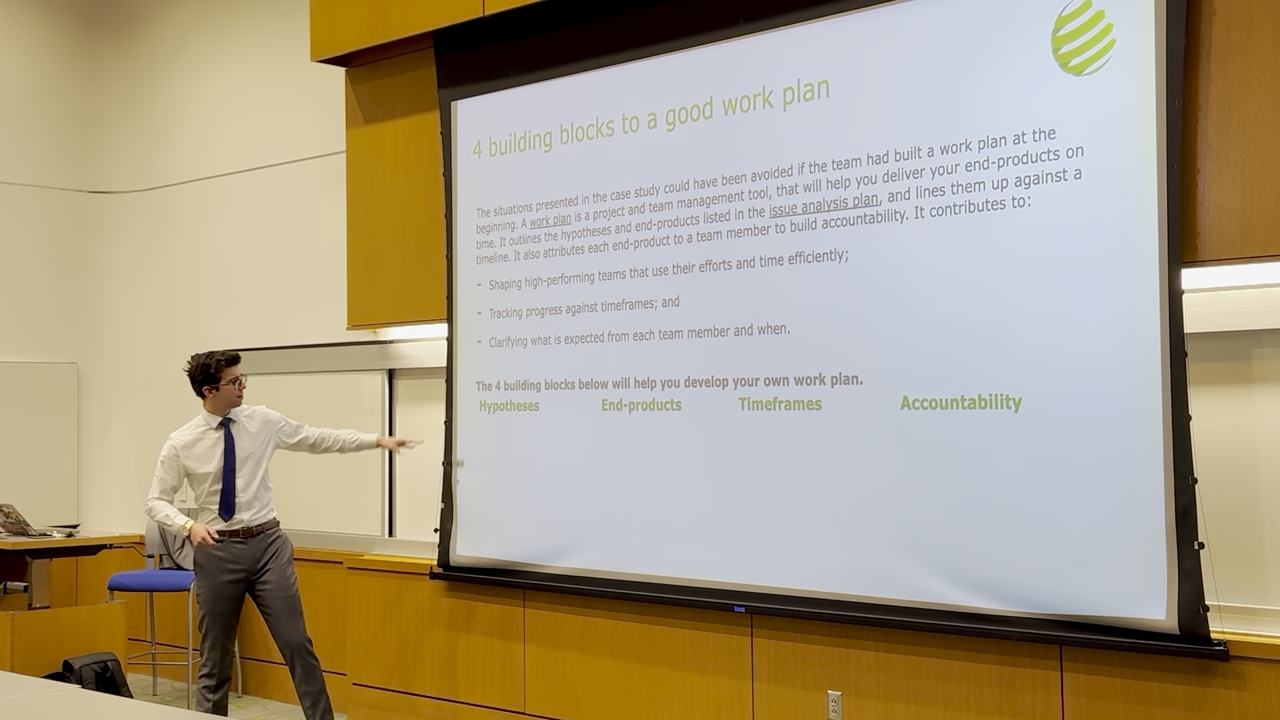 4 building blocks to a good work plan
The situations presented in the case study could have been avoided if the team had built a work plan at the
beginning. A work plan is a project and team management tool, that will help you deliver your end-products on
time. It outlines the hypotheses and end-products listed in the issue analysis plan, and lines them up against a
timeline. It also attributes each end-product to a team member to build accountability. It contributes to:
- Shaping high-performing teams that use their efforts and time efficiently;
- Tracking progress against timeframes; and
- Clarifying what is expected from each team member and when.
The 4 building blocks below will help you develop your own work plan.
Hypotheses End-products Timeframes Accountability